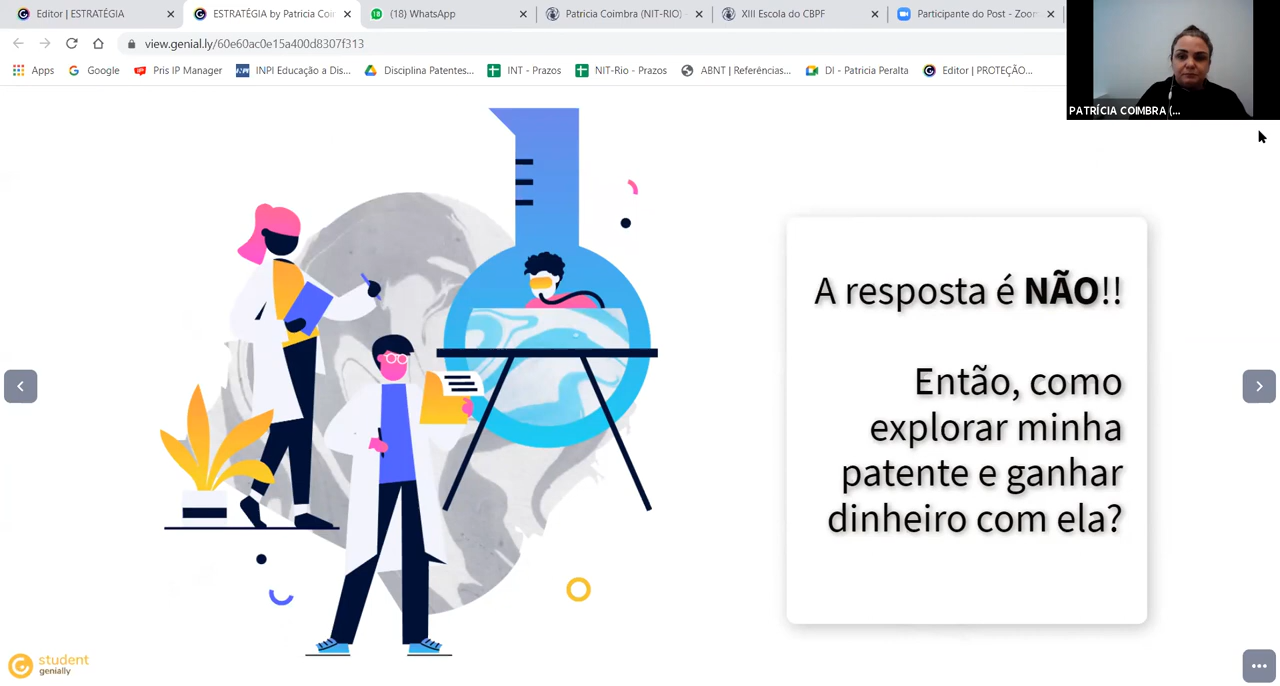 Editor | ESTRATÉGIA
ESTRATÉGIA by Patricia Coi
(18) WhatsApp
Patricia Coimbra (NIT-RIO)
XIII Escola do CBPF
Participante do Post - Zoom
view.genial.ly/60e60ac0e15a400d8307f313
Apps
Google
Pris IP Manager
INPI Educação a Dis...
Disciplina Patentes...
INT - Prazos
NIT-Rio - Prazos
ABNT | Referências...
DI - Patricia Peralta
Editor | PROTEÇÃO...
PATRÍCIA COIMBRA (...
A resposta é NÃO!!
Então, como
explorar minha
patente e ganhar
dinheiro com ela?
student
genially